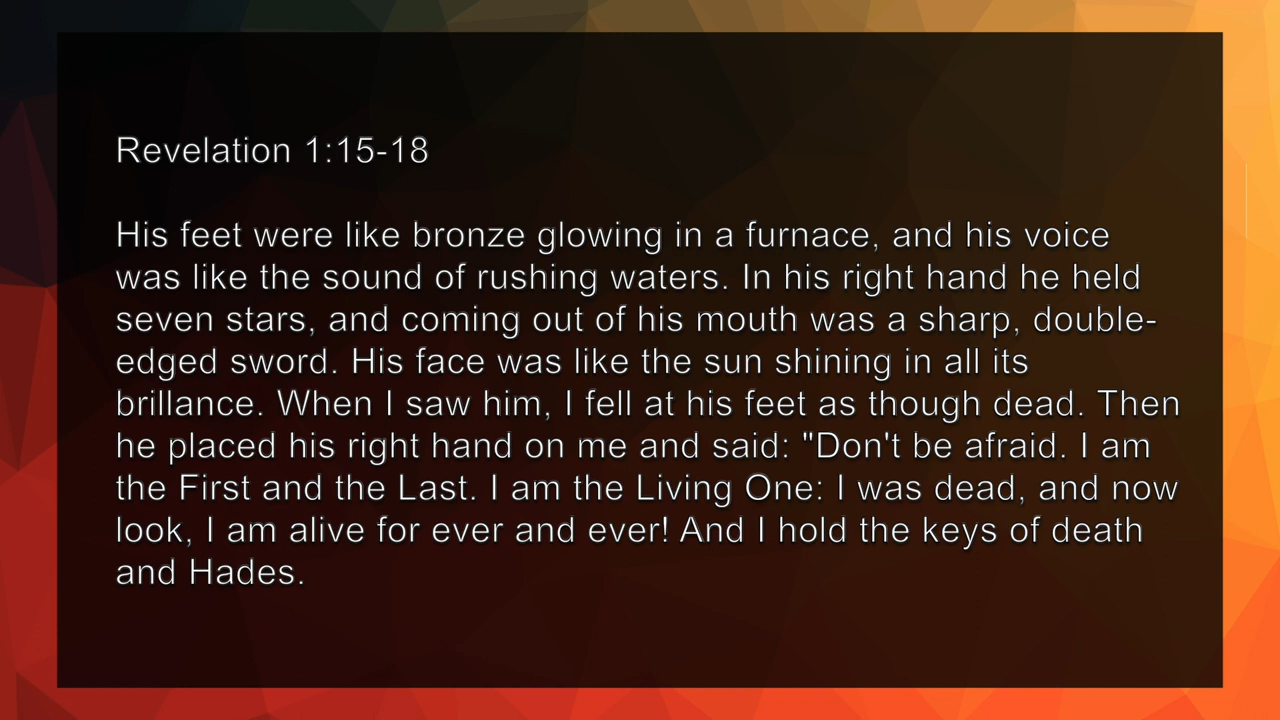 Revelation 1:15-18
His feet were like bronze glowing in a furnace, and his voice
was like the sound of rushing waters. In his right hand he held
seven stars, and coming out of his mouth was a sharp, double-
edged sword. His face was like the sun shining in all its
brillance. When I saw him, I fell at his feet as though dead. Then
he placed his right hand on me and said: "Don't be afraid. I am
the First and the Last. I am the Living One: I was dead, and now
look, I am alive for ever and ever! And I hold the keys of death
and Hades.